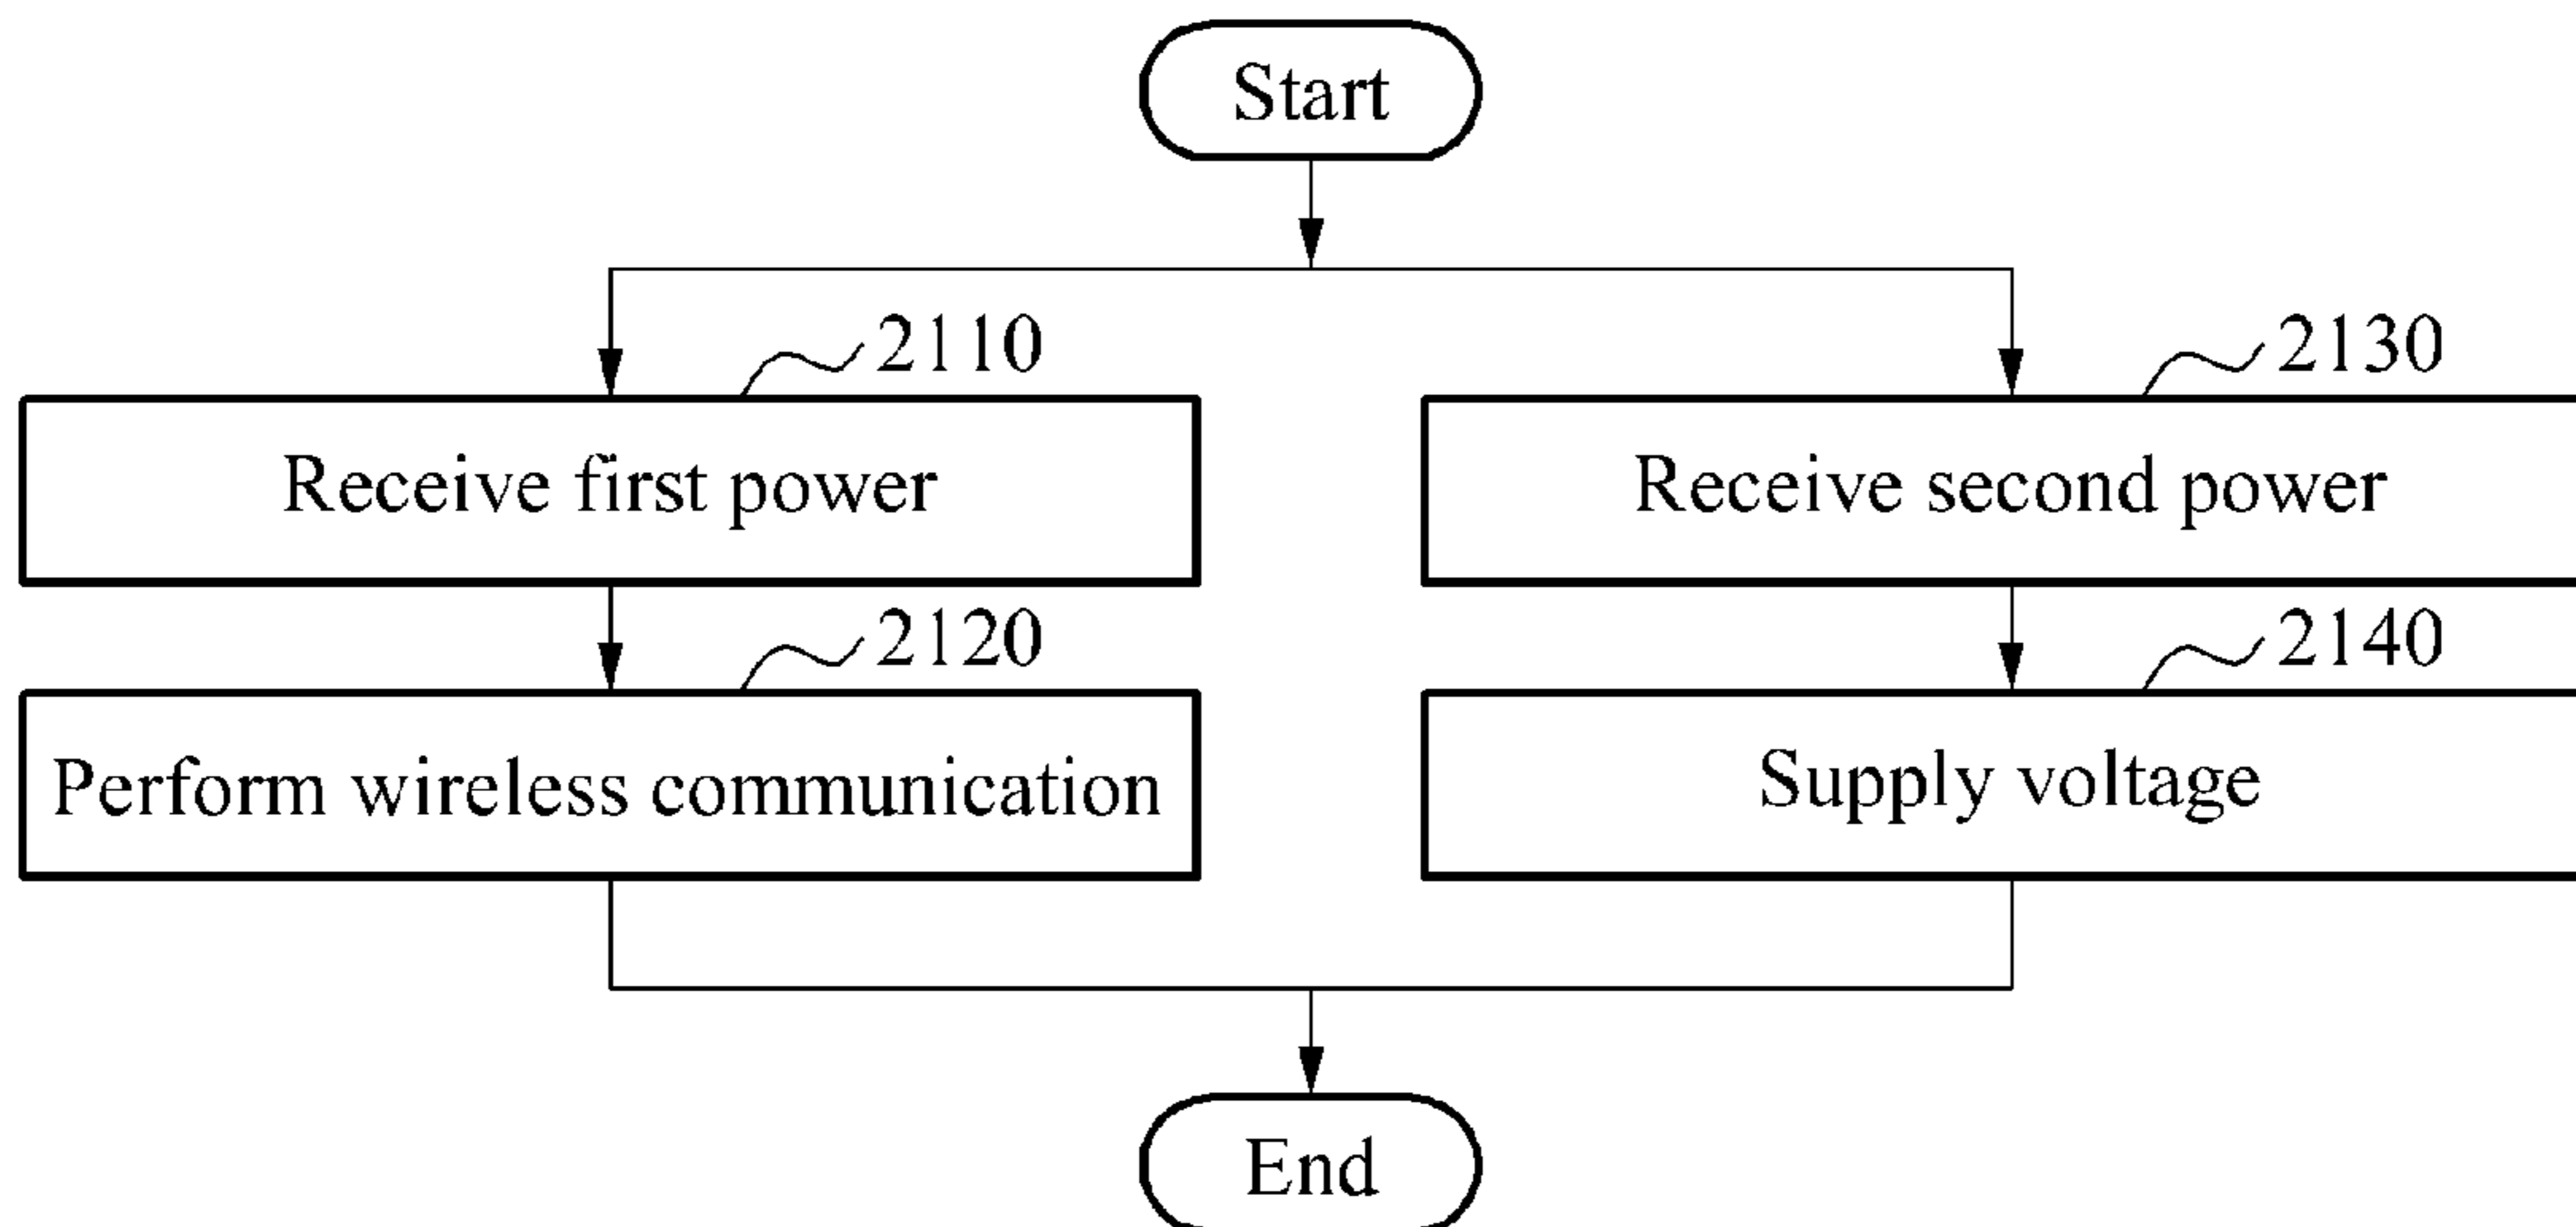 Start
2110
2130
Receive first power
Receive second power
2120
2140
Perform wireless communication
Supply voltage
End